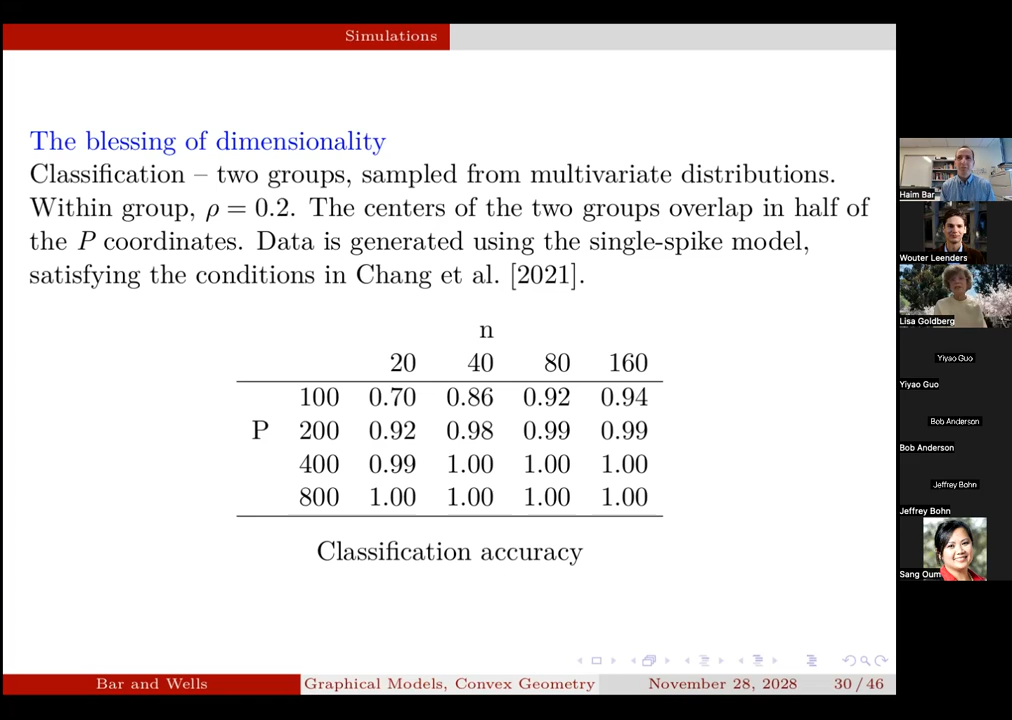 Simulations
The blessing of dimensionality
Classification – two groups, sampled from multivariate distributions.
Within group, ρ = 0.2. The centers of the two groups overlap in half of
the P coordinates. Data is generated using the single-spike model,
satisfying the conditions in Chang et al. [2021].
n
20 40 80 160
100 0.70 0.86 0.92 0.94
P 200 0.92 0.98 0.99 0.99
400 0.99 1.00 1.00 1.00
800 1.00 1.00 1.00 1.00
Classification accuracy
Bar and Wells Graphical Models, Convex Geometry November 28, 2028 30 / 46
Haim Bar
Wouter Leenders
Lisa Goldberg
Yiyao Guo
Yiyao Guo
Bob Anderson
Bob Anderson
Jeffrey Bohn
Jeffrey Bohn
Sang Oum